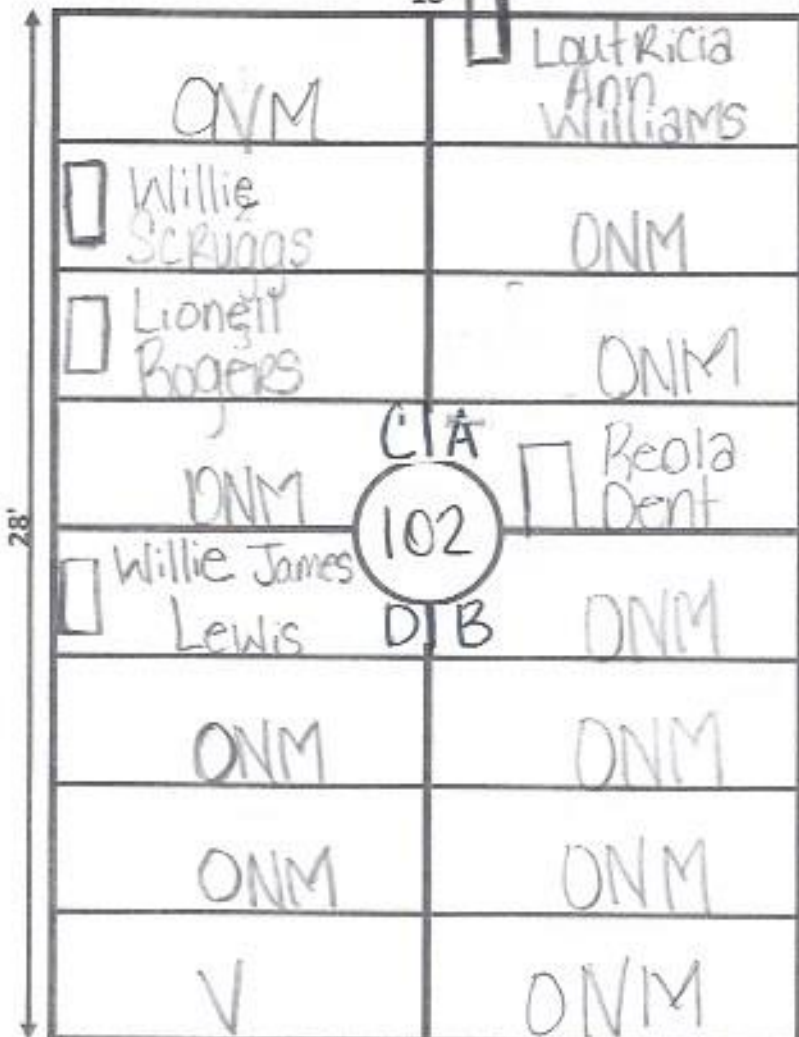 ONM
LoutRicia
Ann
Williams
Willie
SCRUGGS
ONM
Lionell
Rogers
ONM
C A
ONM
Reola
Dent
28'
102
Willie James
Lewis
D B
ONM
ONM
ONM
ONM
ONM
V
ONM